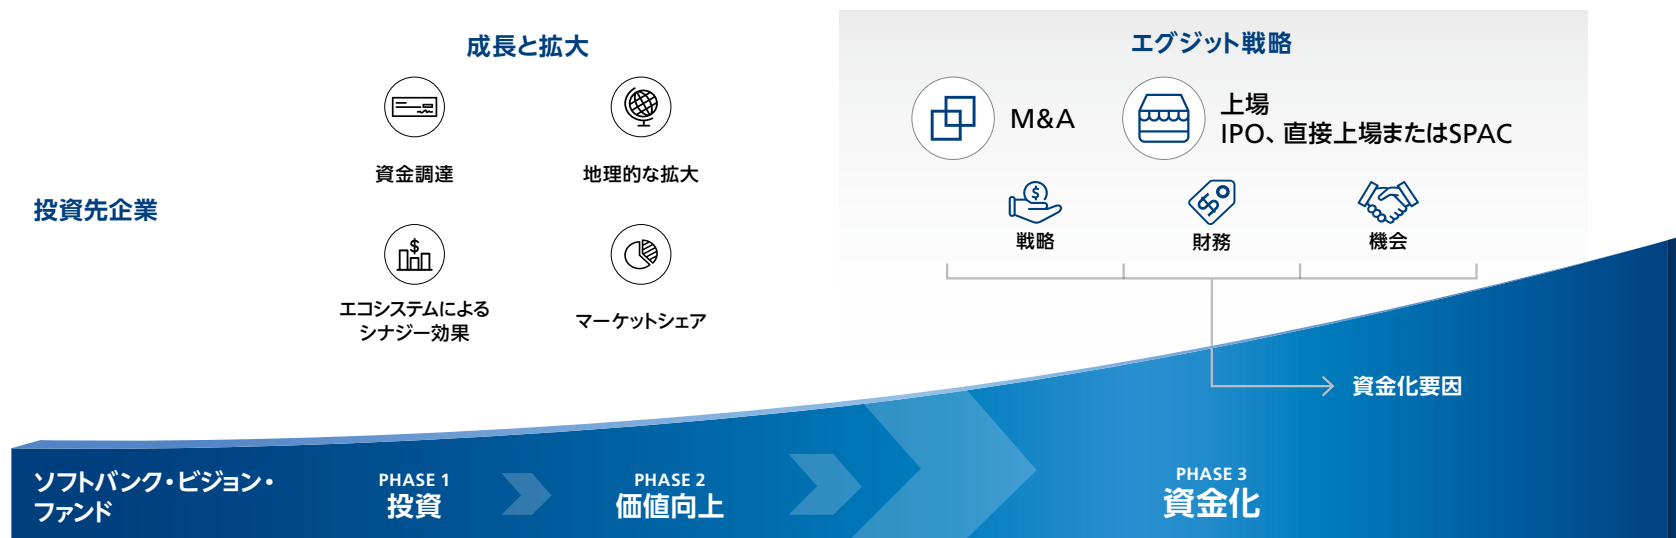 成長と拡大
資金調達
地理的な拡大
エコシステムによる
シナジー効果
マーケットシェア
投資先企業
エグジット戦略
M&A
上場
IPO、直接上場またはSPAC
戦略
財務
機会
資金化要因
ソフトバンク・ビジョン・
ファンド
PHASE 1
投資
PHASE 2
価値向上
PHASE 3
資金化